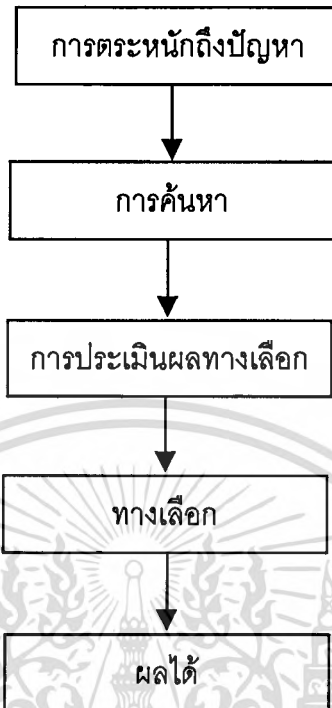 การตระหนักถึงปัญหา
การค้นหา
การประเมินผลทางเลือก
ทางเลือก
ผลได้